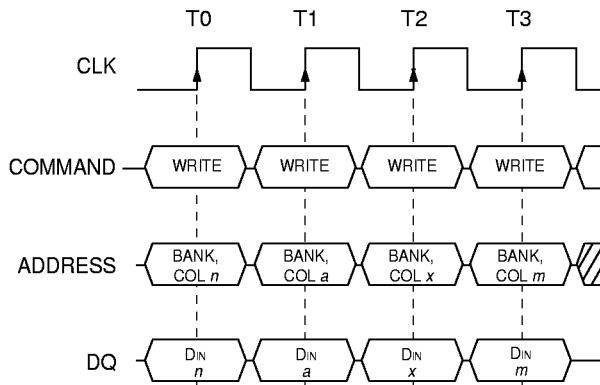 T0 T1 T2 T3
CLK
COMMAND WRITE WRITE WRITE WRITE
BANK, BANK, BANK, BANK,
ADDRESS
COL n COL a COL x COL m
DIN DIN DIN DIN
DQ
n a x m